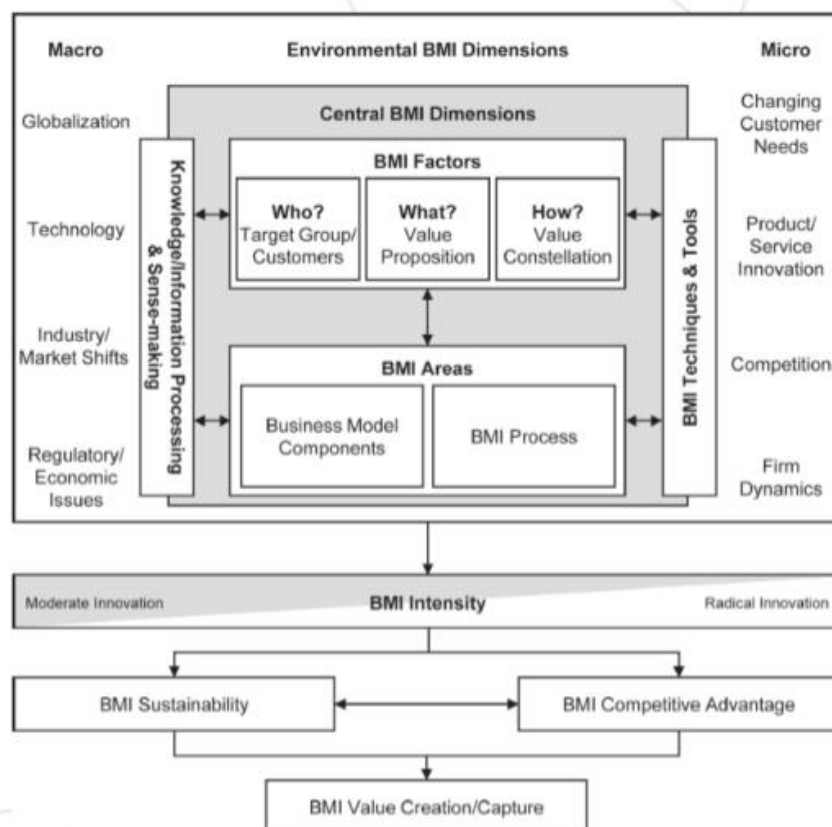 Macro
Environmental BMI Dimensions
Micro
Globalization
Technology
Industry/
Market Shifts
Regulatory/
Economic
Issues
Central BMI Dimensions
Knowledge/Information Processing
& Sense-making
BMI Factors
Who?
Target Group/
Customers
What?
Value
Proposition
How?
Value
Constellation
BMI Areas
Business Model
Components
BMI Process
BMI Techniques & Tools
Changing
Customer
Needs
Product/
Service
Innovation
Competition
Firm
Dynamics
Moderate Innovation
BMI Intensity
Radical Innovation
BMI Sustainability
BMI Competitive Advantage
BMI Value Creation/Capture